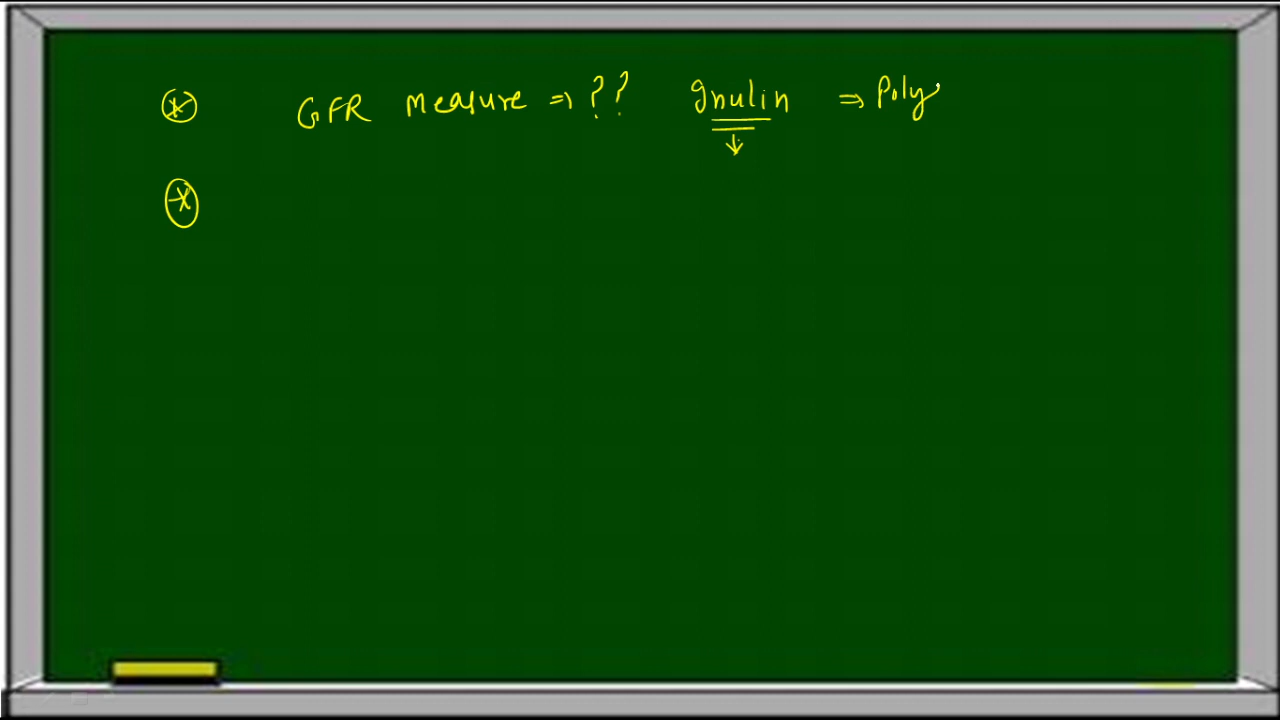 GFR Measure => ?? Inulin => Poly